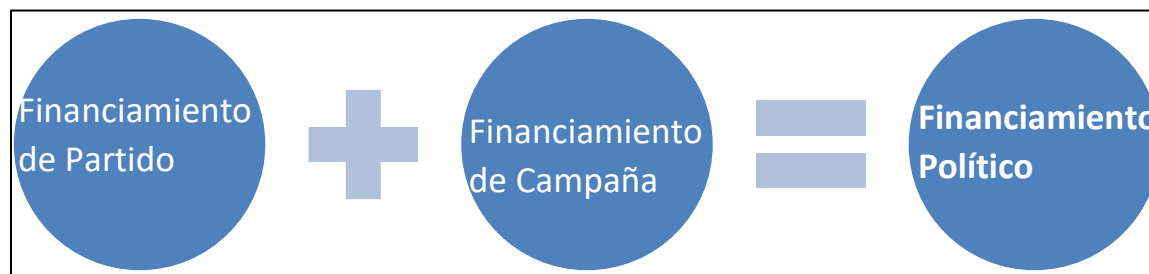 Financiamiento
de Partido
Financiamiento
de Campaña
Financiamiento
Político